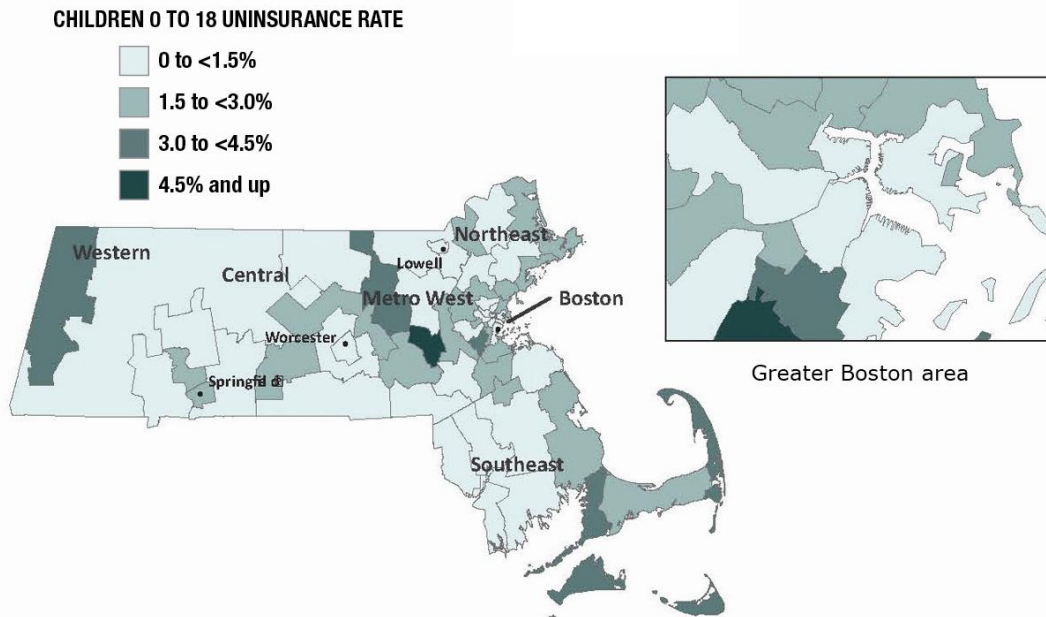 CHILDREN 0 TO 18 UNINSURANCE RATE
0 to <1.5%
1.5 to <3.0%
3.0 to <4.5%
4.5% and up
Western
Central
Northeast
Lowell
Metro West
Boston
Worcester
Southeast
Greater Boston area